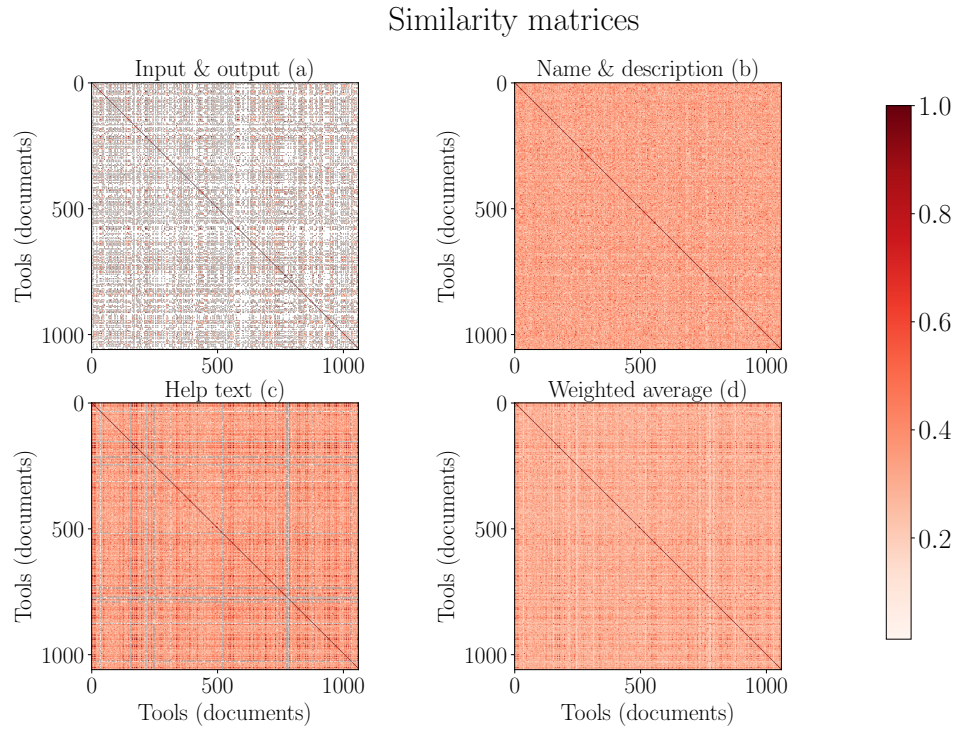 Similarity matrices
Input & output (a)
Name & description (b)
0
500
1000
Tools (documents)
0 500 1000
0
500
1000
Tools (documents)
0 500 1000
Help text (c)
Weighted average (d)
0
500
1000
Tools (documents)
0 500 1000
Tools (documents)
0
500
1000
Tools (documents)
0 500 1000
Tools (documents)
1.0
0.8
0.6
0.4
0.2